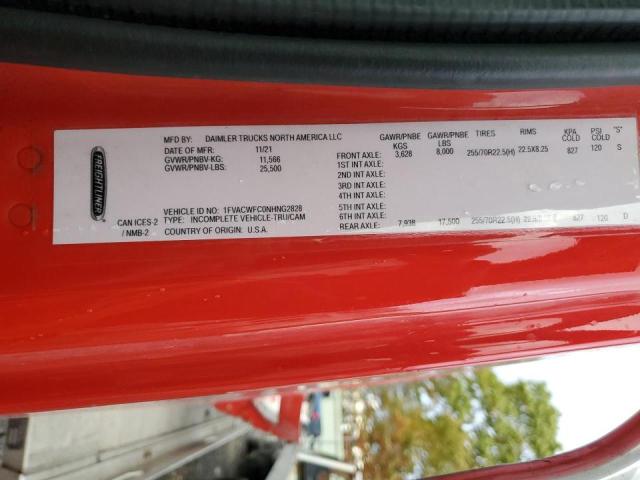 FREIGHTLINER
CAN ICES-2
/ NMB-2
MFD BY: DAIMLER TRUCKS NORTH AMERICA LLC
DATE OF MFR: 11/21
GVWR/PNBV-KG: 11,566
GVWR/PNBV-LBS: 25,500
VEHICLE ID NO.: 1FVACWFC0NHNG2828
TYPE: INCOMPLETE VEHICLE-TRU/CAM
COUNTRY OF ORIGIN: U.S.A.
GAWR/PNBE GAWR/PNBE TIRES RIMS KPA PSI "S"
KGS LBS COLD COLD
FRONT AXLE: 3,628 8,000 255/70R22.5(H) 22.5X8.25 827 120 S
1ST INT AXLE:
2ND INT AXLE:
3RD INT AXLE:
4TH INT AXLE:
5TH INT AXLE:
6TH INT AXLE:
REAR AXLE: 7,938 17,500 255/70R22.5(H) 827 120 D